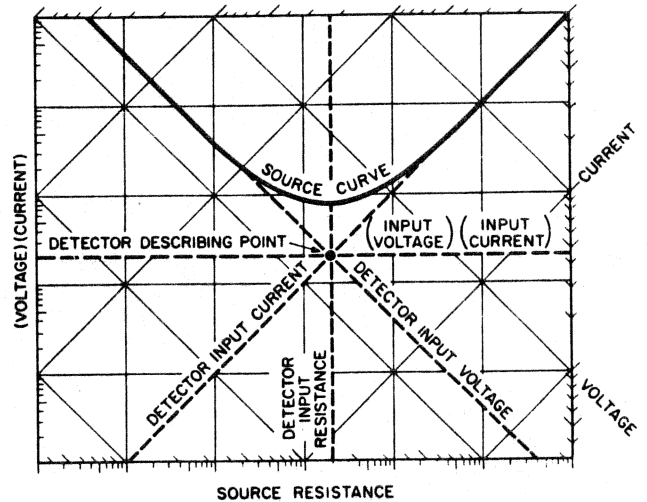 SOURCE CURVE
CURRENT
(VOLTAGE)(CURRENT)
DETECTOR DESCRIBING POINT
(INPUT VOLTAGE)(INPUT CURRENT)
DETECTOR INPUT CURRENT
DETECTOR INPUT VOLTAGE
DETECTOR
INPUT
RESISTANCE
VOLTAGE
SOURCE RESISTANCE